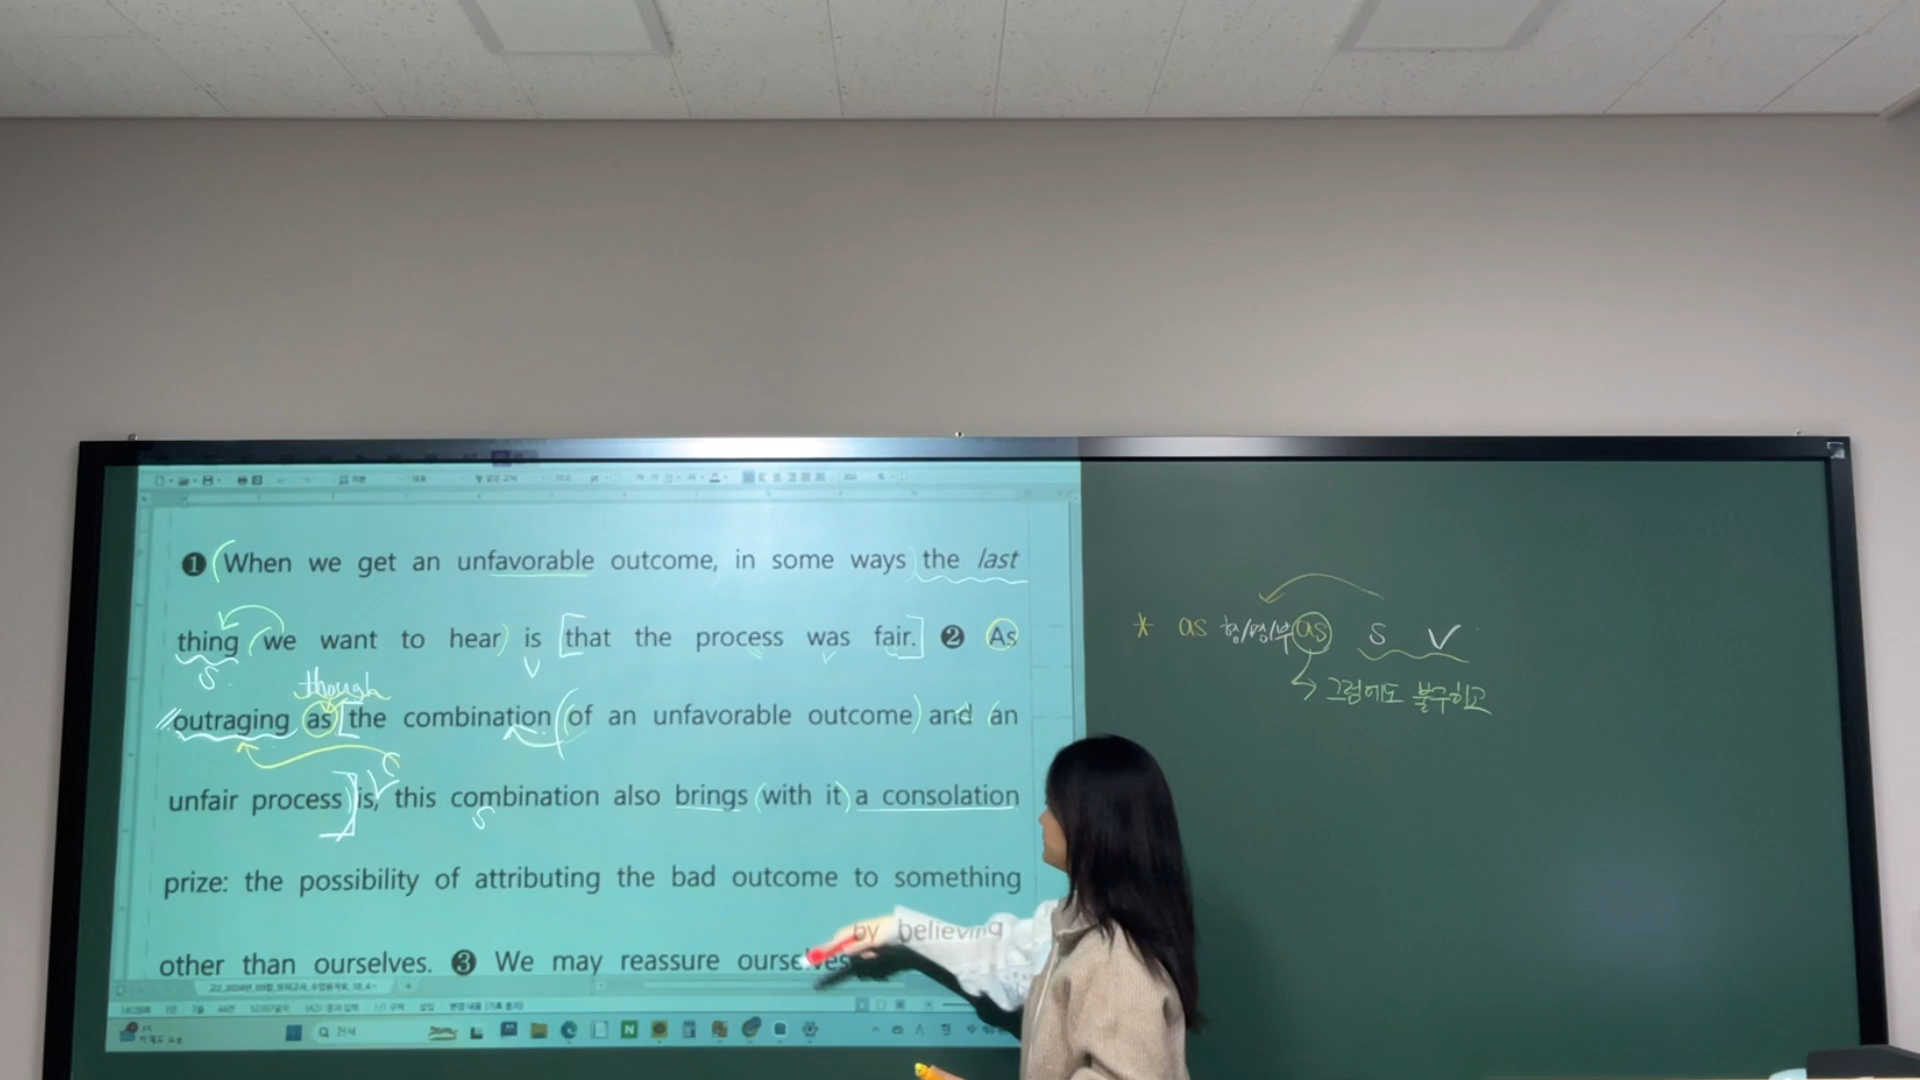 ❶ When we get an unfavorable outcome, in some ways the last
thing we want to hear is that the process was fair. ❷ As
S V
though
outraging as the combination of an unfavorable outcome and an
unfair process is, this combination also brings with it a consolation
V S
prize: the possibility of attributing the bad outcome to something
by believing
other than ourselves. ❸ We may reassure ourselves
* as 형/명/부 as S V
→ 그럼에도 불구하고
검색